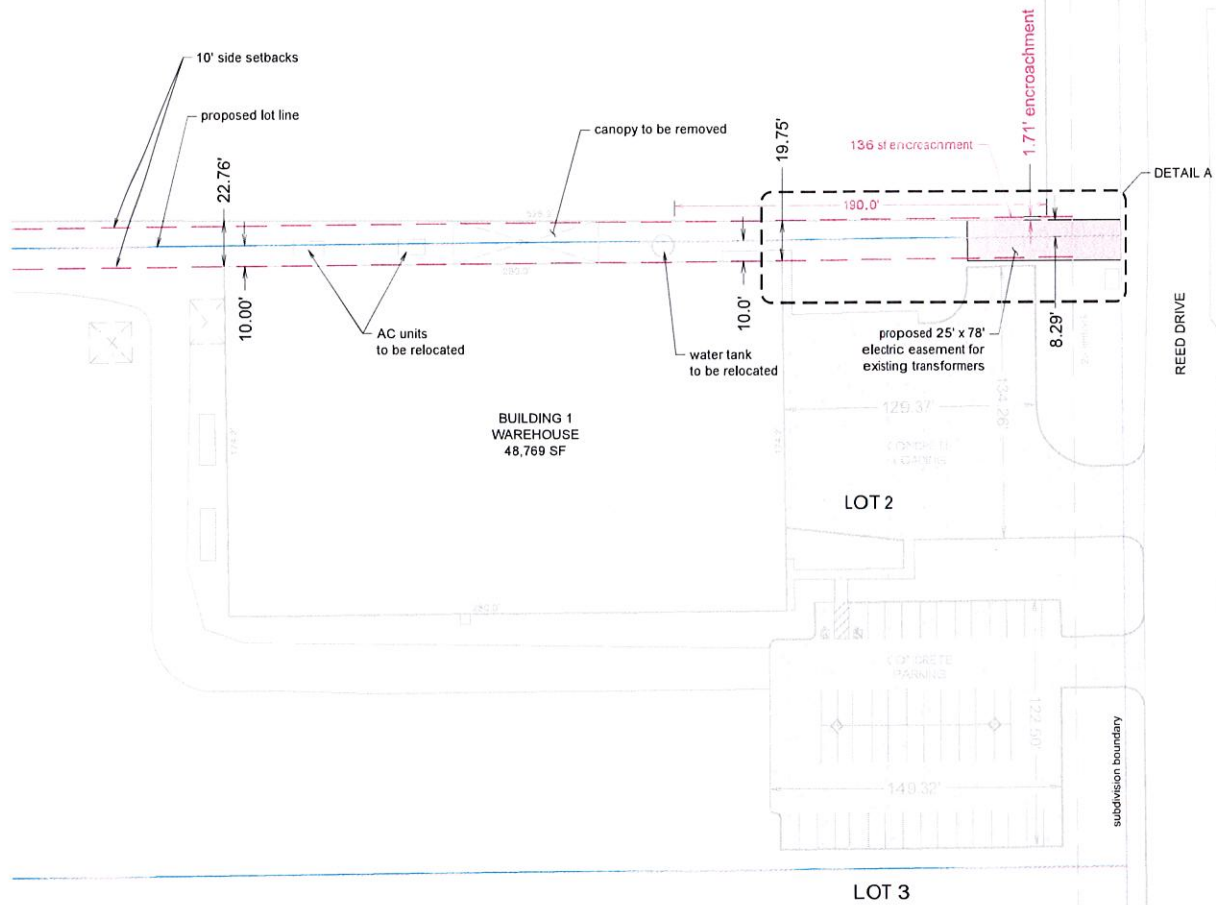 10' side setbacks
proposed lot line
canopy to be removed
22.76'
19.75'
1.71' encroachment
136 sf encroachment
190.0'
DETAIL A
10.00'
10.0'
8.29'
AC units
to be relocated
water tank
to be relocated
proposed 25' x 78'
electric easement for
existing transformers
REED DRIVE
BUILDING 1
WAREHOUSE
48,769 SF
129.37'
134.26'
LOT 2
CONCRETE
PARKING
122.50'
149.32'
subdivision boundary
LOT 3